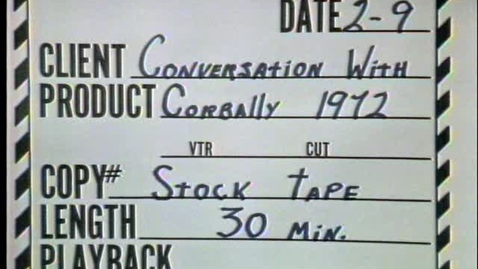 DATE 2-9
CLIENT Conversation With
PRODUCT Corbally 1972
VTR CUT
COPY# Stock tape
LENGTH 30 min.
PLAYBACK